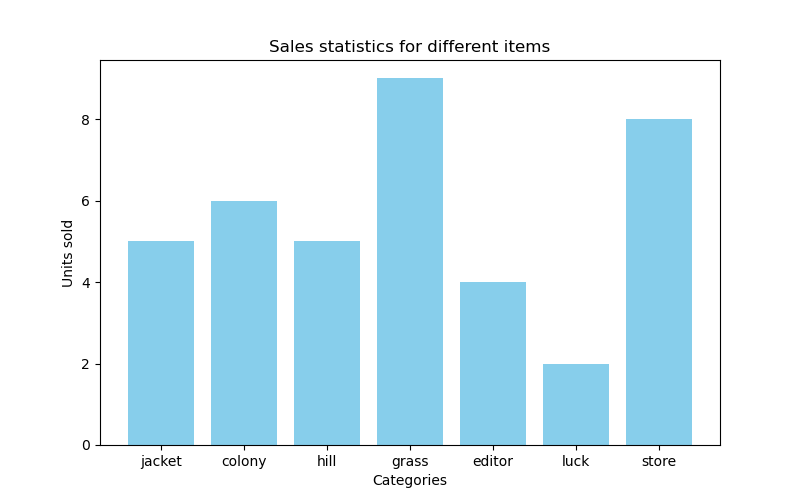 Sales statistics for different items
Units sold
8
6
4
2
0
jacket colony hill grass editor luck store
Categories